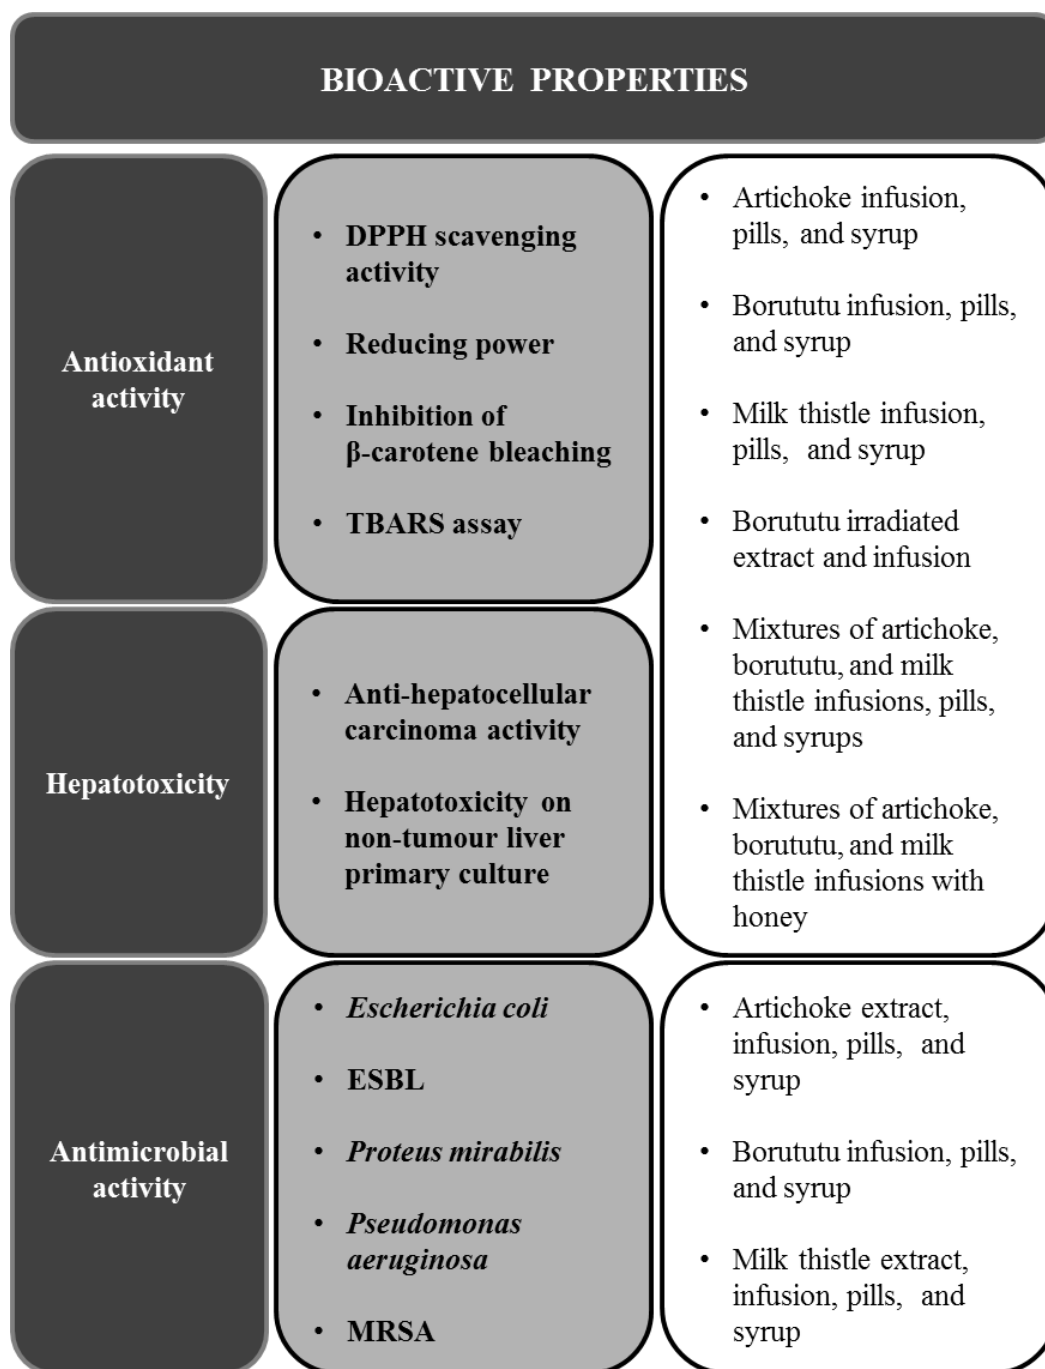 BIOACTIVE PROPERTIES
Antioxidant
activity
• DPPH scavenging
activity
• Reducing power
• Inhibition of
β-carotene bleaching
• TBARS assay
• Artichoke infusion,
pills, and syrup
• Borututu infusion, pills,
and syrup
• Milk thistle infusion,
pills, and syrup
• Borututu irradiated
extract and infusion
• Mixtures of artichoke,
borututu, and milk
thistle infusions, pills,
and syrups
• Mixtures of artichoke,
borututu, and milk
thistle infusions with
honey
Hepatotoxicity
• Anti-hepatocellular
carcinoma activity
• Hepatotoxicity on
non-tumour liver
primary culture
Antimicrobial
activity
• Escherichia coli
• ESBL
• Proteus mirabilis
• Pseudomonas
aeruginosa
• MRSA
• Artichoke extract,
infusion, pills, and
syrup
• Borututu infusion, pills,
and syrup
• Milk thistle extract,
infusion, pills, and
syrup